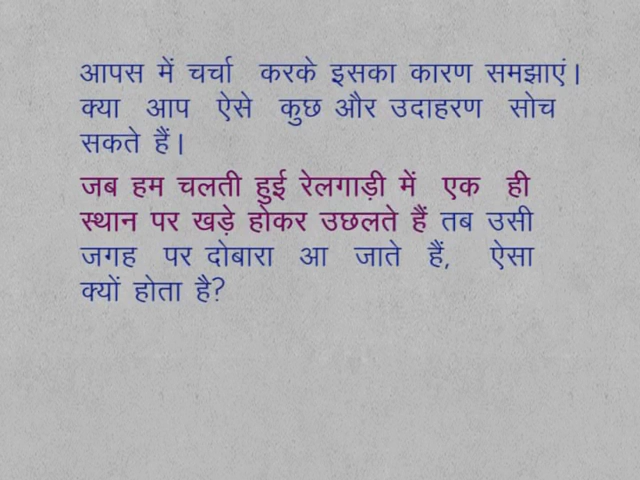 आपस में चर्चा करके इसका कारण समझाएं।
क्या आप ऐसे कुछ और उदाहरण सोच
सकते हैं।
जब हम चलती हुई रेलगाड़ी में एक ही
स्थान पर खड़े होकर उछलते हैं तब उसी
जगह पर दोबारा आ जाते हैं, ऐसा
क्यों होता है?